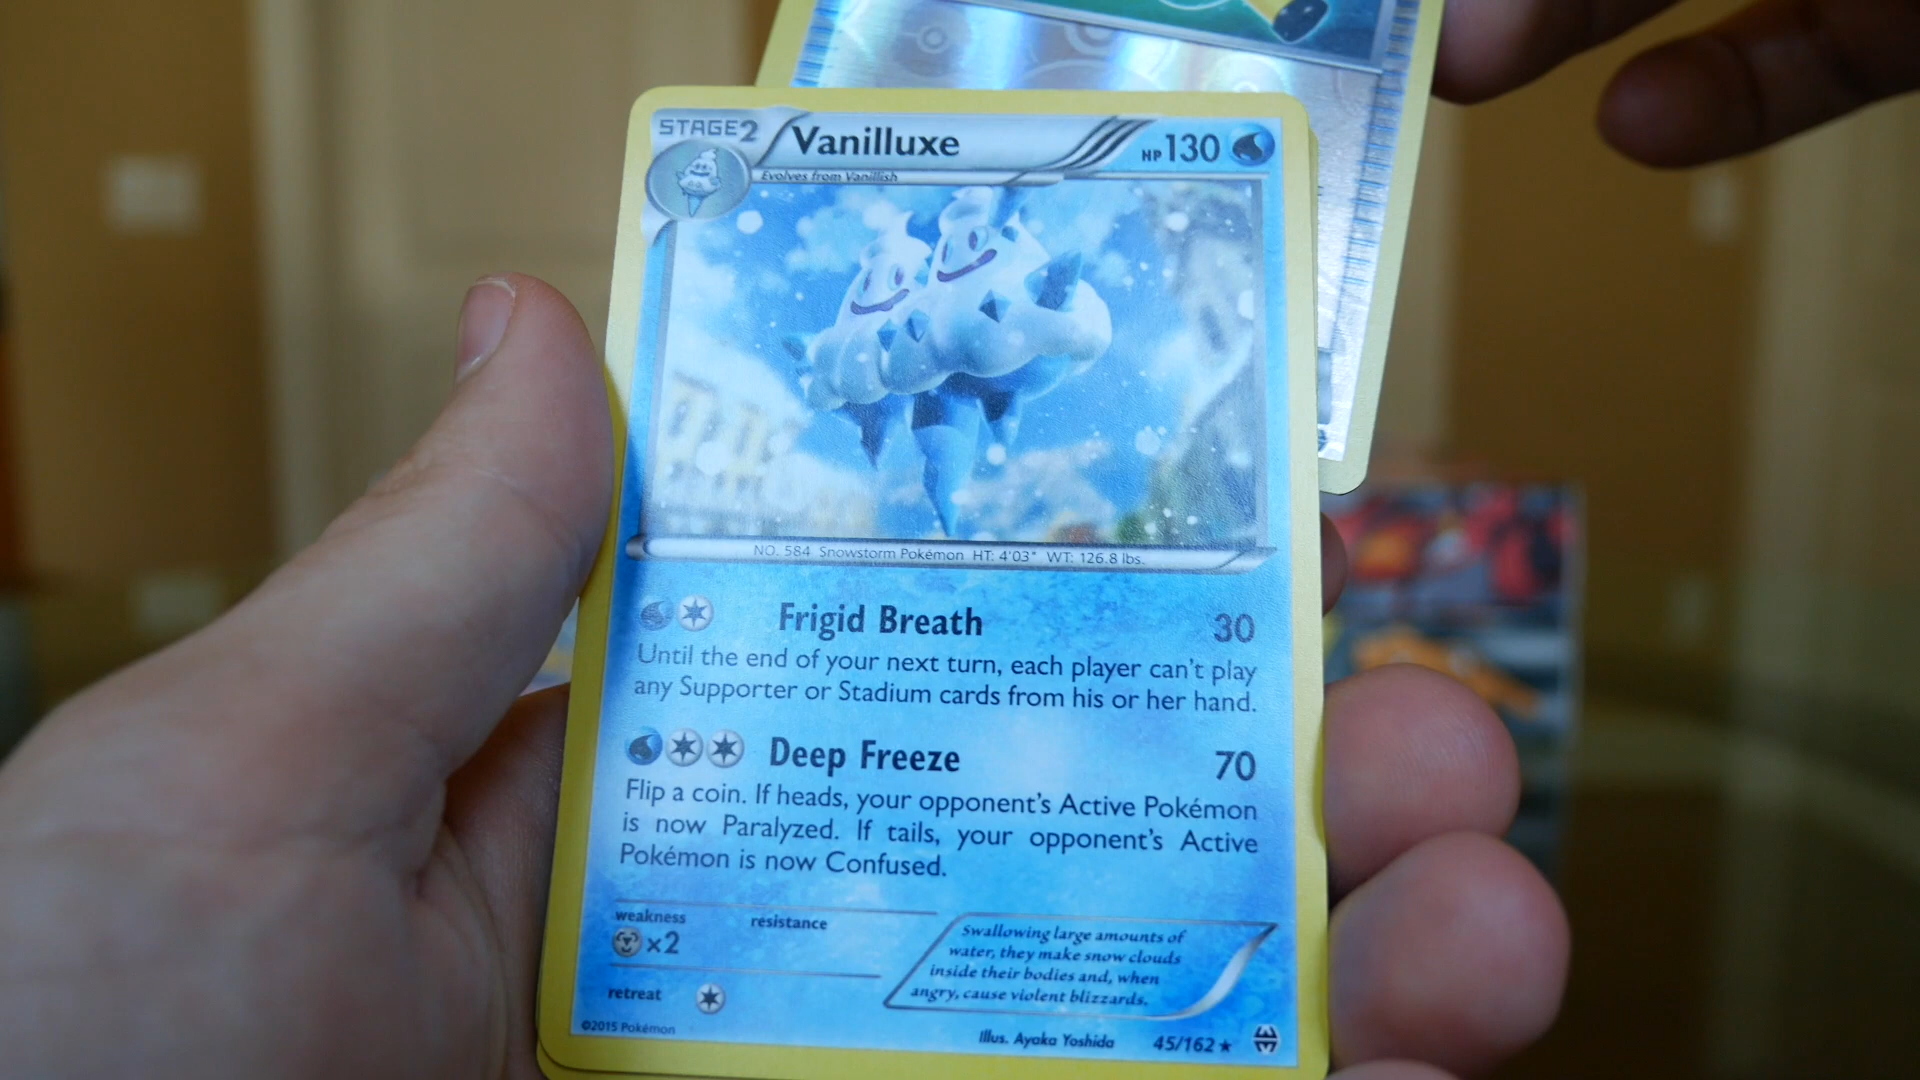 STAGE2
Vanilluxe
HP130
Evolves from Vanillish
NO. 584 Snowstorm Pokémon HT: 4'03" WT: 126.8 lbs.
Frigid Breath 30
Until the end of your next turn, each player can't play
any Supporter or Stadium cards from his or her hand.
Deep Freeze 70
Flip a coin. If heads, your opponent's Active Pokémon
is now Paralyzed. If tails, your opponent's Active
Pokémon is now Confused.
weakness
x2
resistance
retreat
Swallowing large amounts of
water, they make snow clouds
inside their bodies and, when
angry, cause violent blizzards.
©2015 Pokémon
Illus. Ayaka Yoshida
45/162 ★